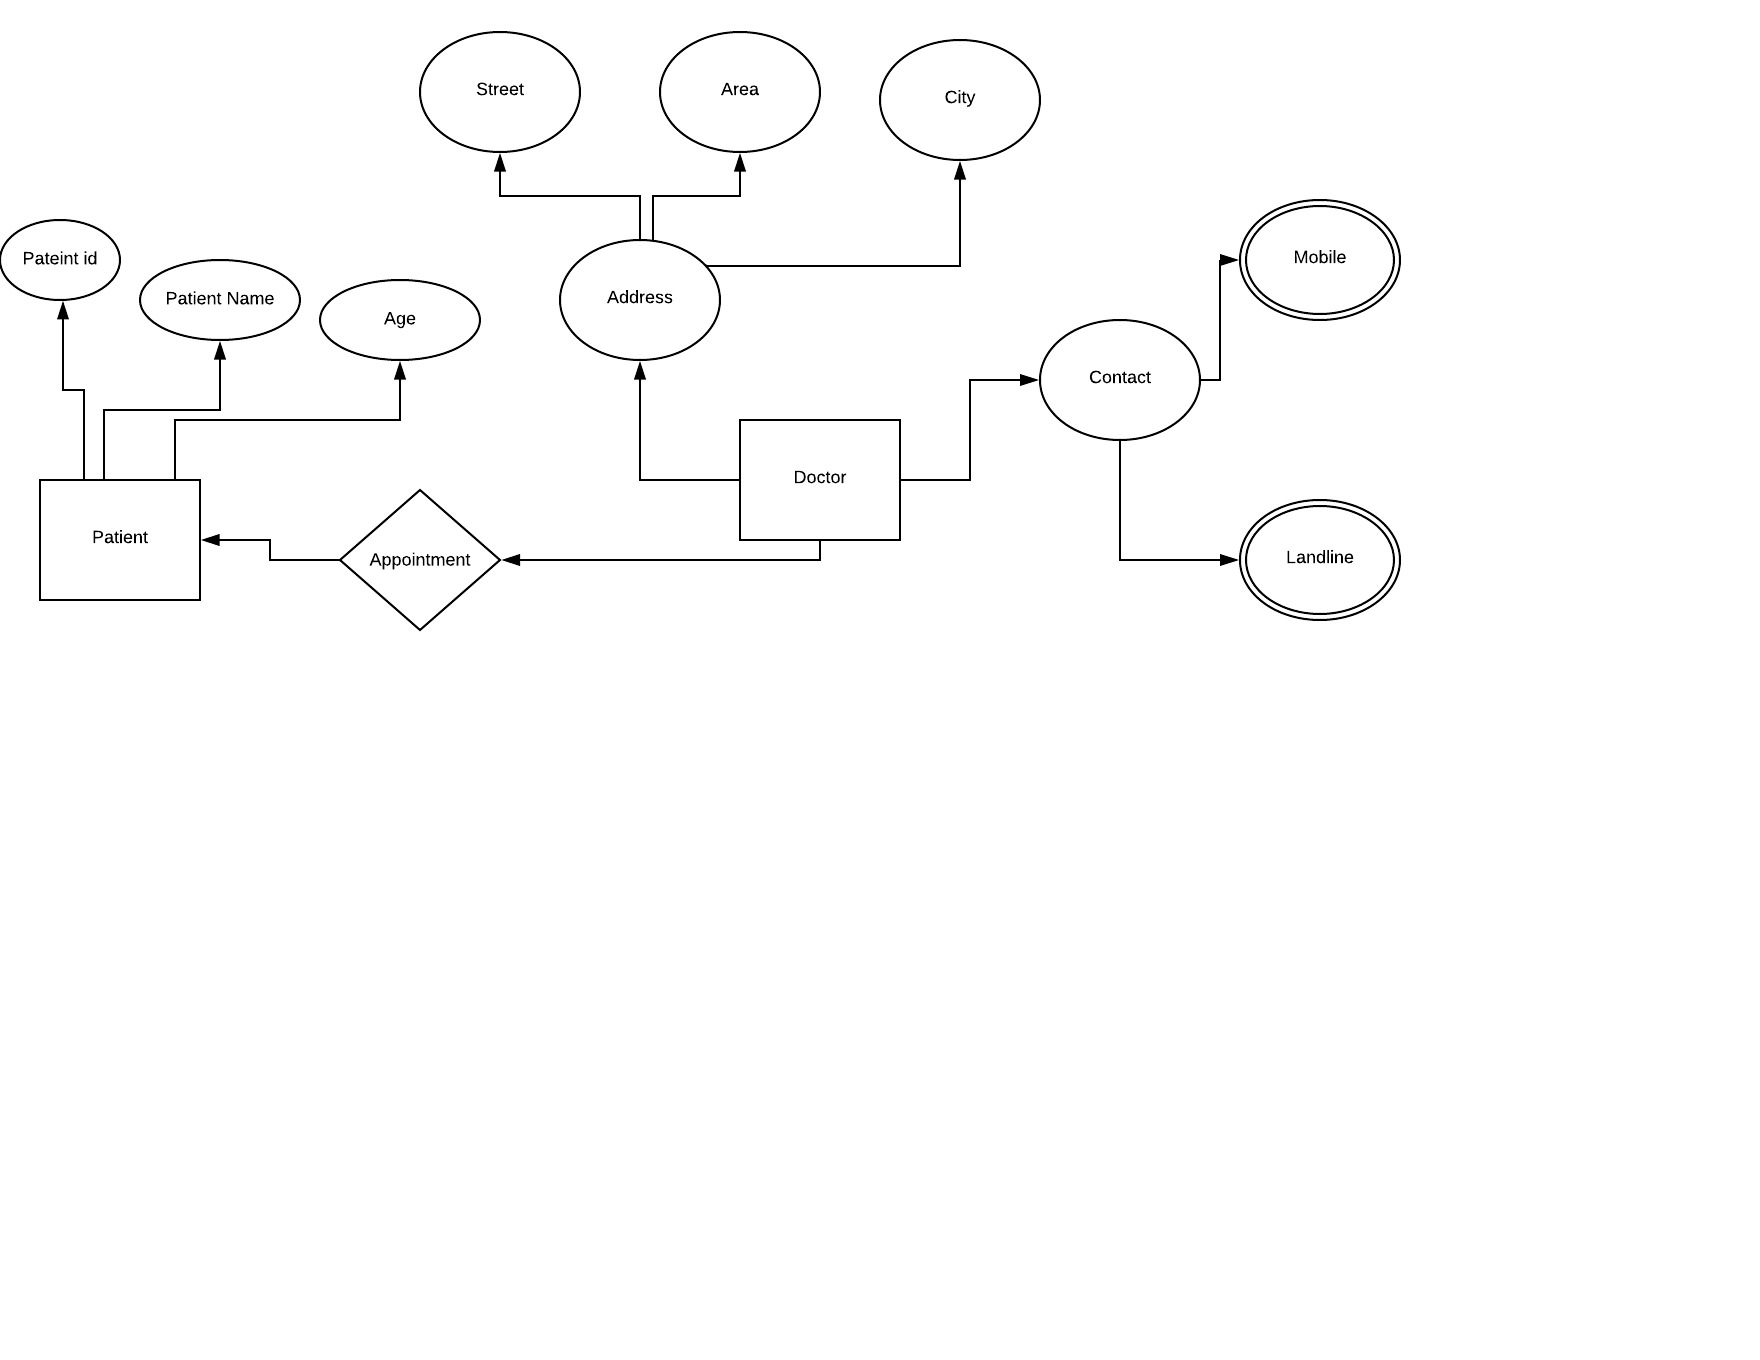 Street
Area
City
Pateint id
Patient Name
Age
Address
Mobile
Contact
Doctor
Patient
Appointment
Landline